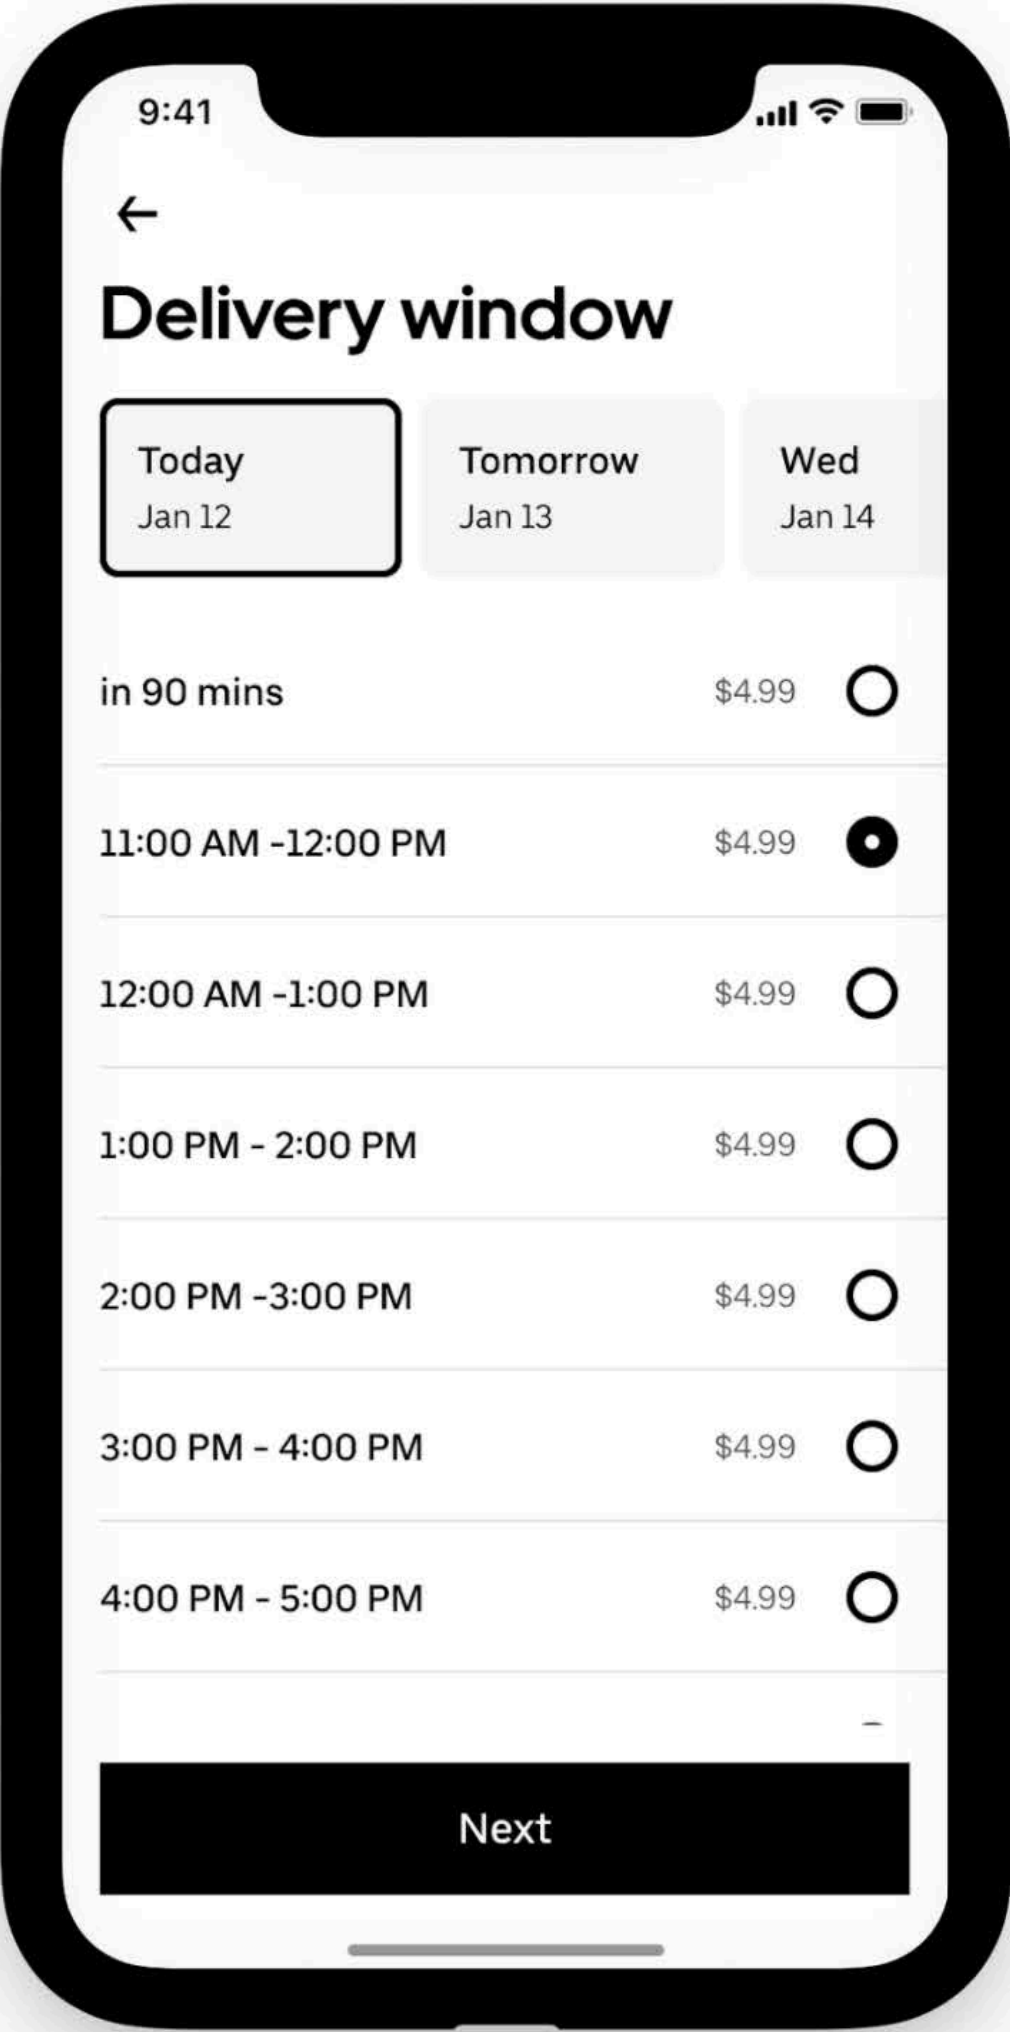 9:41
Delivery window
Today
Jan 12
Tomorrow
Jan 13
Wed
Jan 14
in 90 mins $4.99
11:00 AM -12:00 PM $4.99
12:00 AM -1:00 PM $4.99
1:00 PM - 2:00 PM $4.99
2:00 PM -3:00 PM $4.99
3:00 PM - 4:00 PM $4.99
4:00 PM - 5:00 PM $4.99
Next